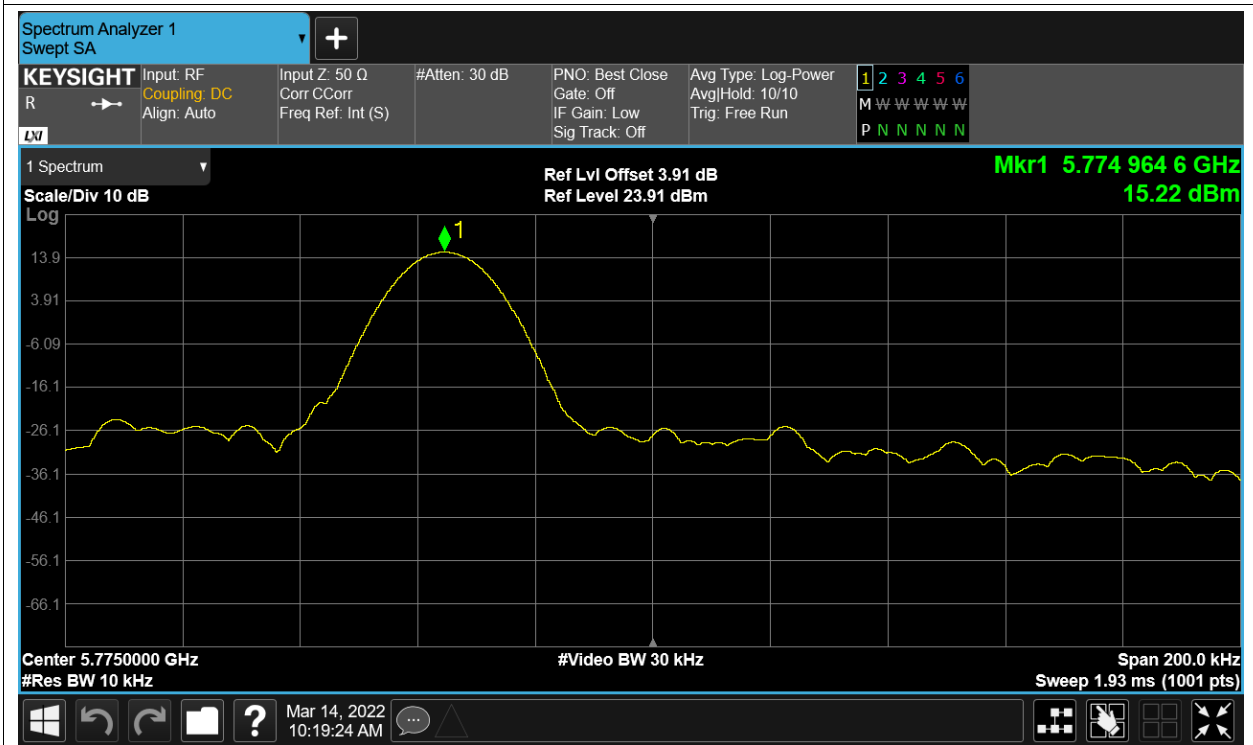 Spectrum Analyzer 1
Swept SA
KEYSIGHT
R
LXI
Input: RF
Coupling: DC
Align: Auto
Input Z: 50 Ω
Corr CCorr
Freq Ref: Int (S)
#Atten: 30 dB
PNO: Best Close
Gate: Off
IF Gain: Low
Sig Track: Off
Avg Type: Log-Power
Avg|Hold: 10/10
Trig: Free Run
1 2 3 4 5 6
M W W W W W
P N N N N N
1 Spectrum
Scale/Div 10 dB
Log
Ref Lvl Offset 3.91 dB
Ref Level 23.91 dBm
Mkr1 5.774 964 6 GHz
15.22 dBm
1
13.9
3.91
-6.09
-16.1
-26.1
-36.1
-46.1
-56.1
-66.1
Center 5.7750000 GHz
#Res BW 10 kHz
#Video BW 30 kHz
Span 200.0 kHz
Sweep 1.93 ms (1001 pts)
?
Mar 14, 2022
10:19:24 AM